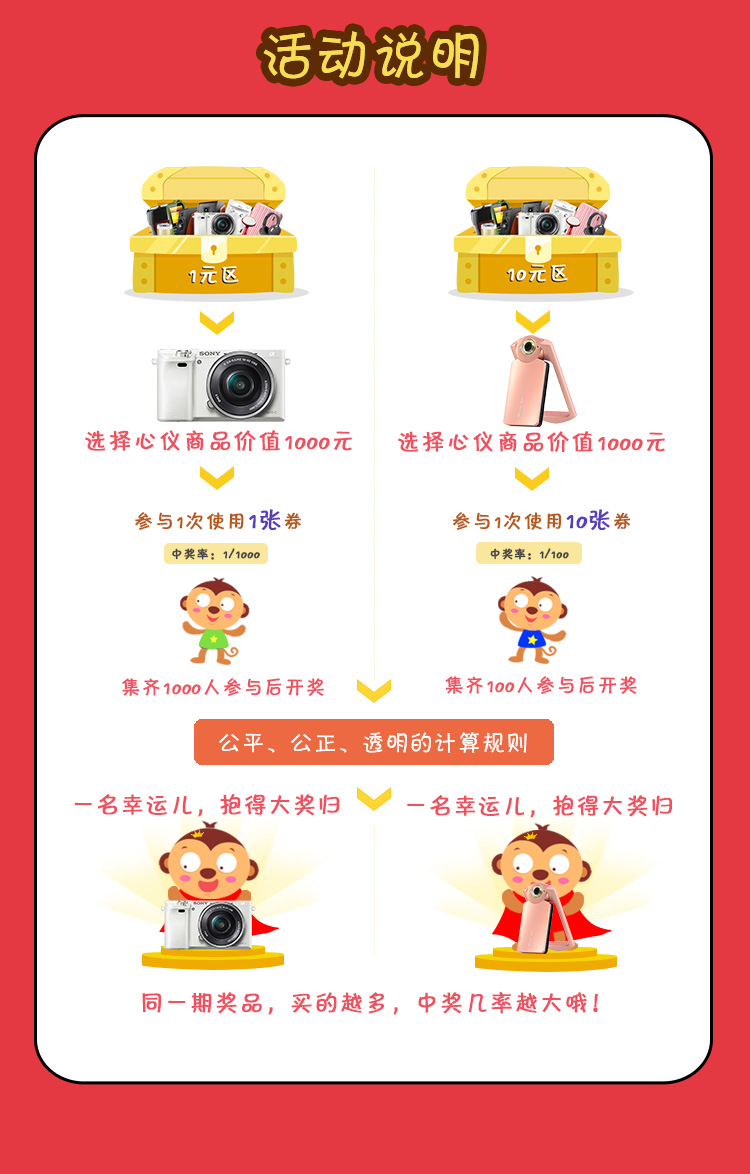 活动说明
1元区
10元区
SONY
选择心仪商品价值1000元
选择心仪商品价值1000元
参与1次使用1张券
参与1次使用10张券
中奖率：1/1000
中奖率：1/100
集齐1000人参与后开奖
集齐100人参与后开奖
公平、公正、透明的计算规则
一名幸运儿，抱得大奖归
一名幸运儿，抱得大奖归
SONY
同一期奖品，买的越多，中奖几率越大哦！